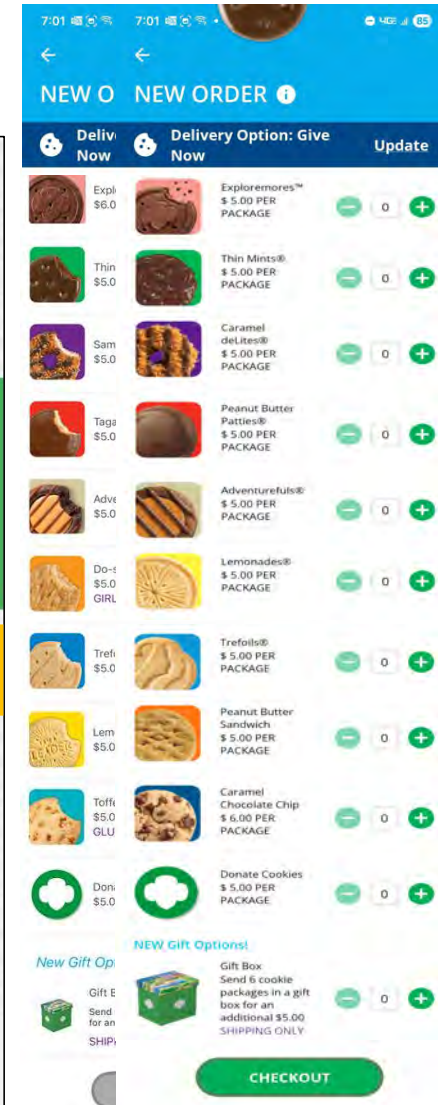 7:01
7:01
4GE
85
NEW O
NEW ORDER
Deliv
Now
Delivery Option: Give
Now
Update
Expl
$6.0
Exploremores™
$ 5.00 PER
PACKAGE
0
Thin
$5.0
Thin Mints®
$ 5.00 PER
PACKAGE
0
Sam
$5.0
Caramel
deLites®
$ 5.00 PER
PACKAGE
0
Taga
$5.0
Peanut Butter
Patties®
$ 5.00 PER
PACKAGE
0
Adve
$5.0
Adventurefuls®
$ 5.00 PER
PACKAGE
0
Do-s
$5.0
GIRL
Lemonades®
$ 5.00 PER
PACKAGE
0
Tref
$5.0
Trefoils®
$ 5.00 PER
PACKAGE
0
LEADER
Lem
$5.0
Peanut Butter
Sandwich
$ 5.00 PER
PACKAGE
0
Toffe
$5.0
GLU
Caramel
Chocolate Chip
$ 6.00 PER
PACKAGE
0
Dona
$5.0
Donate Cookies
$ 5.00 PER
PACKAGE
0
New Gift Op
NEW Gift Options!
Gift B
Send
for an
SHIP
Gift Box
Send 6 cookie
packages in a gift
box for an
additional $5.00
SHIPPING ONLY
0
CHECKOUT